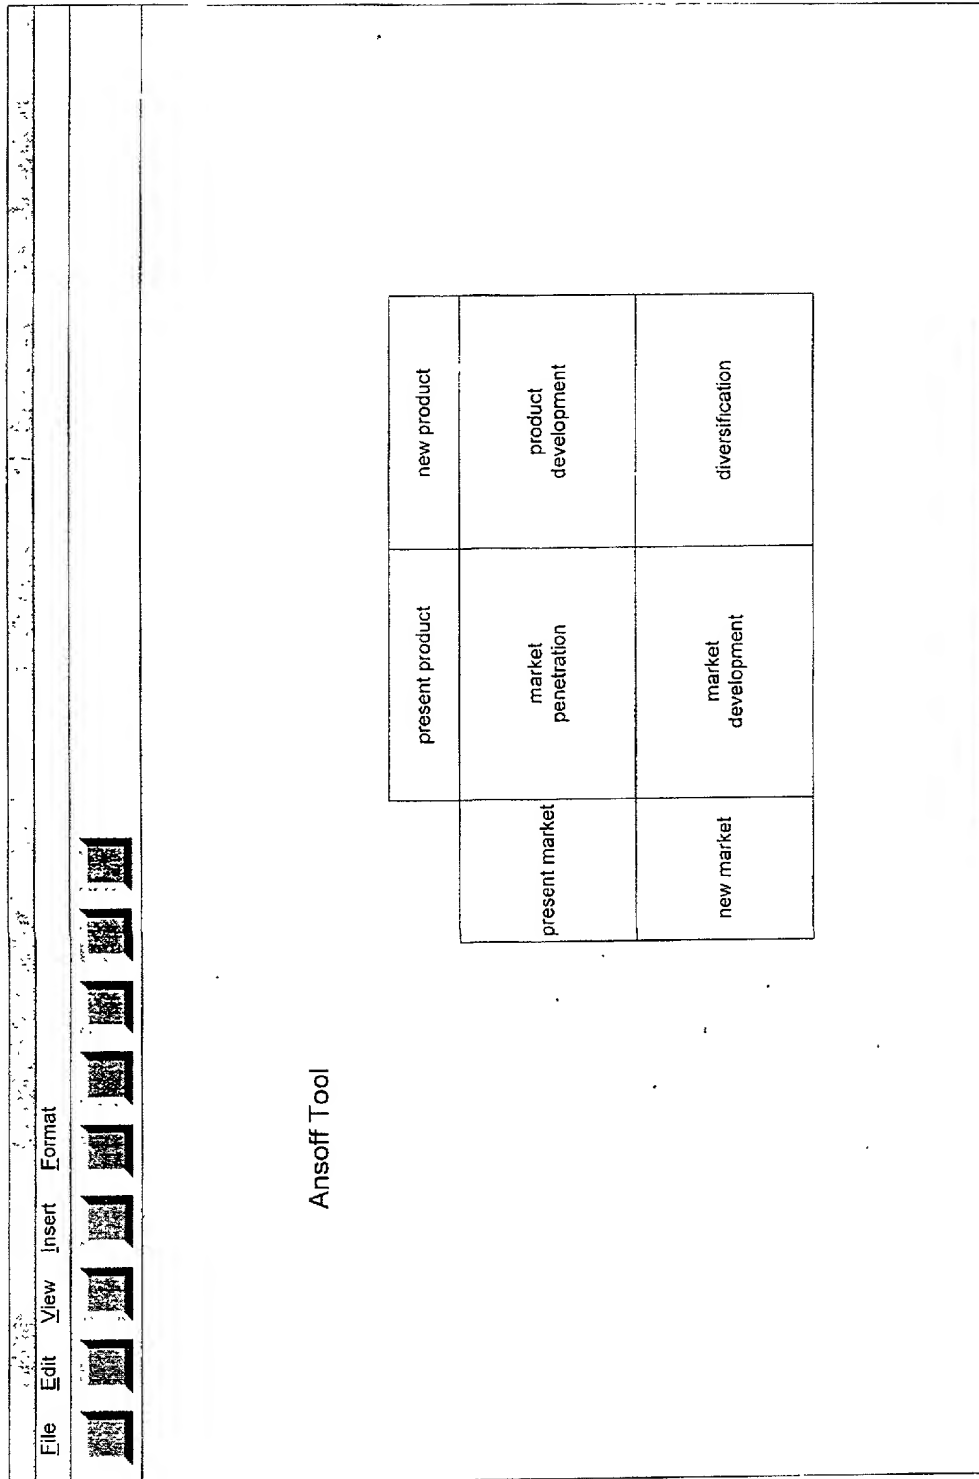 File Edit View Insert Format
Ansoff Tool
present product new product
present market market penetration product development
new market market development diversification